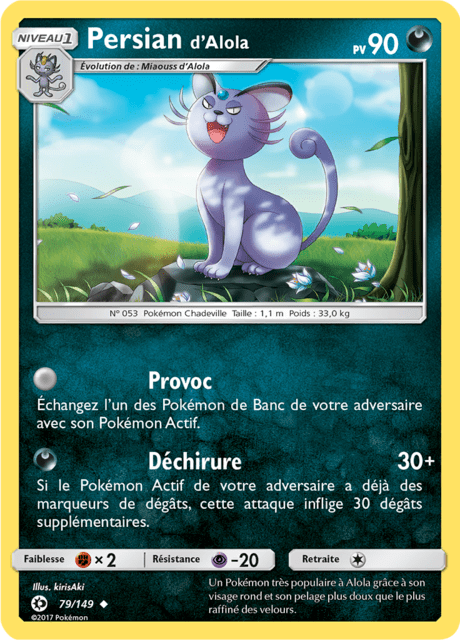 NIVEAU 1
Persian d'Alola
PV 90
Évolution de : Miaouss d'Alola
N° 053 Pokémon Chadeville Taille : 1,1 m Poids : 33,0 kg
Provoc
Échangez l'un des Pokémon de Banc de votre adversaire
avec son Pokémon Actif.
Déchirure 30+
Si le Pokémon Actif de votre adversaire a déjà des
marqueurs de dégâts, cette attaque inflige 30 dégâts
supplémentaires.
Faiblesse ×2 Résistance -20 Retraite
Illus. kirisAki
79/149
©2017 Pokémon
Un Pokémon très populaire à Alola grâce à son
visage rond et son pelage plus doux que le plus
raffiné des velours.